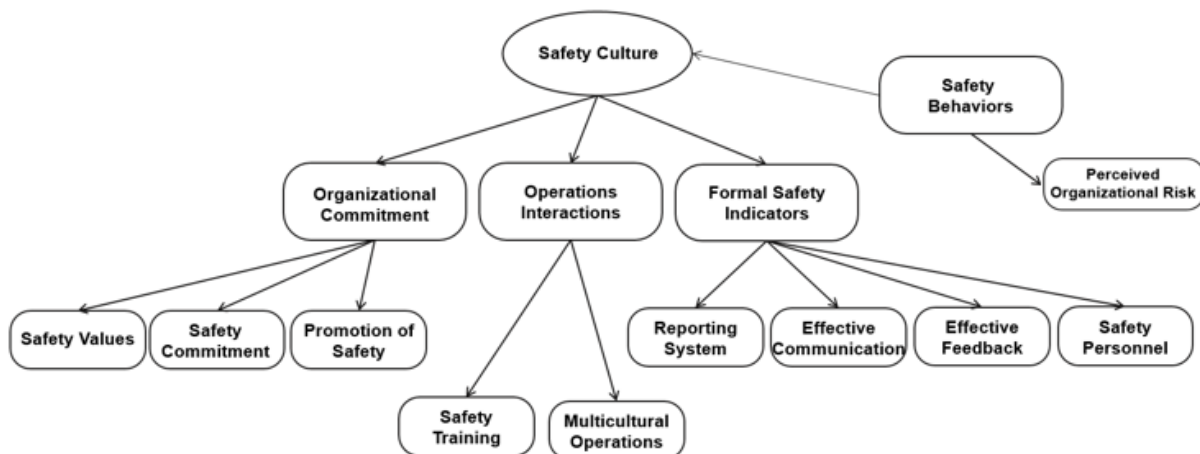 Safety Culture
Safety
Behaviors
Perceived
Organizational Risk
Organizational
Commitment
Operations
Interactions
Formal Safety
Indicators
Safety Values
Safety
Commitment
Promotion of
Safety
Reporting
System
Effective
Communication
Effective
Feedback
Safety
Personnel
Safety
Training
Multicultural
Operations